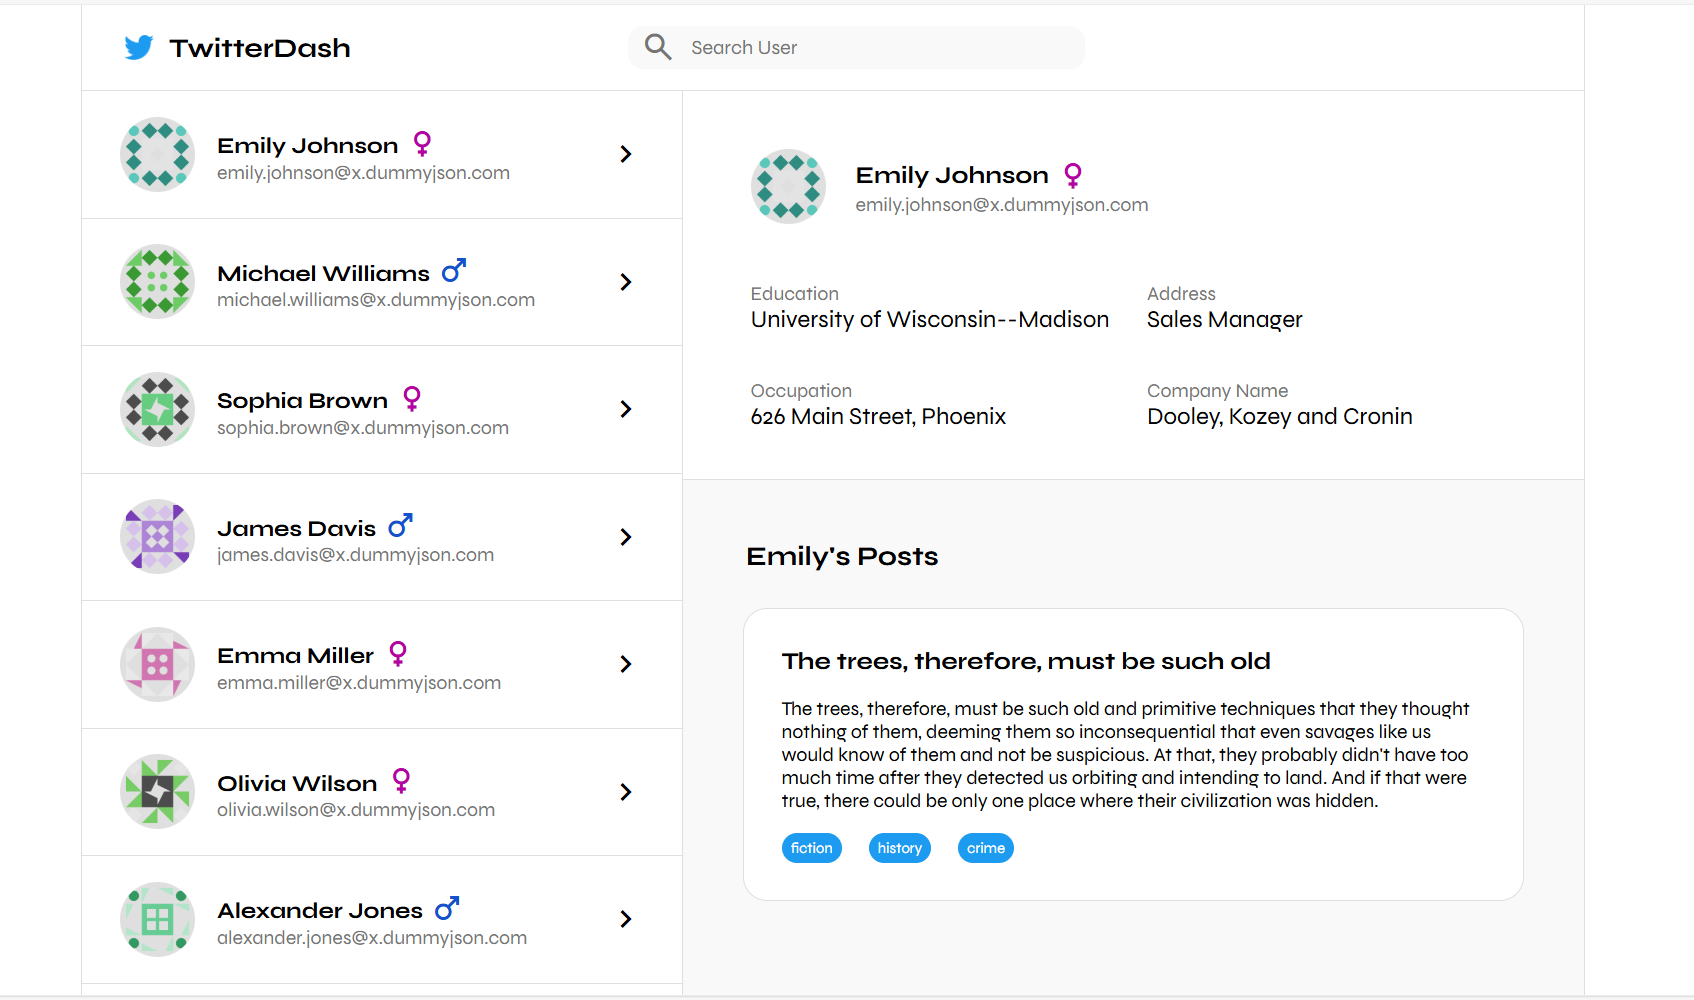 TwitterDash
Search User
Emily Johnson
emily.johnson@x.dummyjson.com
Michael Williams
michael.williams@x.dummyjson.com
Sophia Brown
sophia.brown@x.dummyjson.com
James Davis
james.davis@x.dummyjson.com
Emma Miller
emma.miller@x.dummyjson.com
Olivia Wilson
olivia.wilson@x.dummyjson.com
Alexander Jones
alexander.jones@x.dummyjson.com
Emily Johnson
emily.johnson@x.dummyjson.com
Education
University of Wisconsin--Madison
Address
Sales Manager
Occupation
626 Main Street, Phoenix
Company Name
Dooley, Kozey and Cronin
Emily's Posts
The trees, therefore, must be such old
The trees, therefore, must be such old and primitive techniques that they thought
nothing of them, deeming them so inconsequential that even savages like us
would know of them and not be suspicious. At that, they probably didn't have too
much time after they detected us orbiting and intending to land. And if that were
true, there could be only one place where their civilization was hidden.
fiction history crime